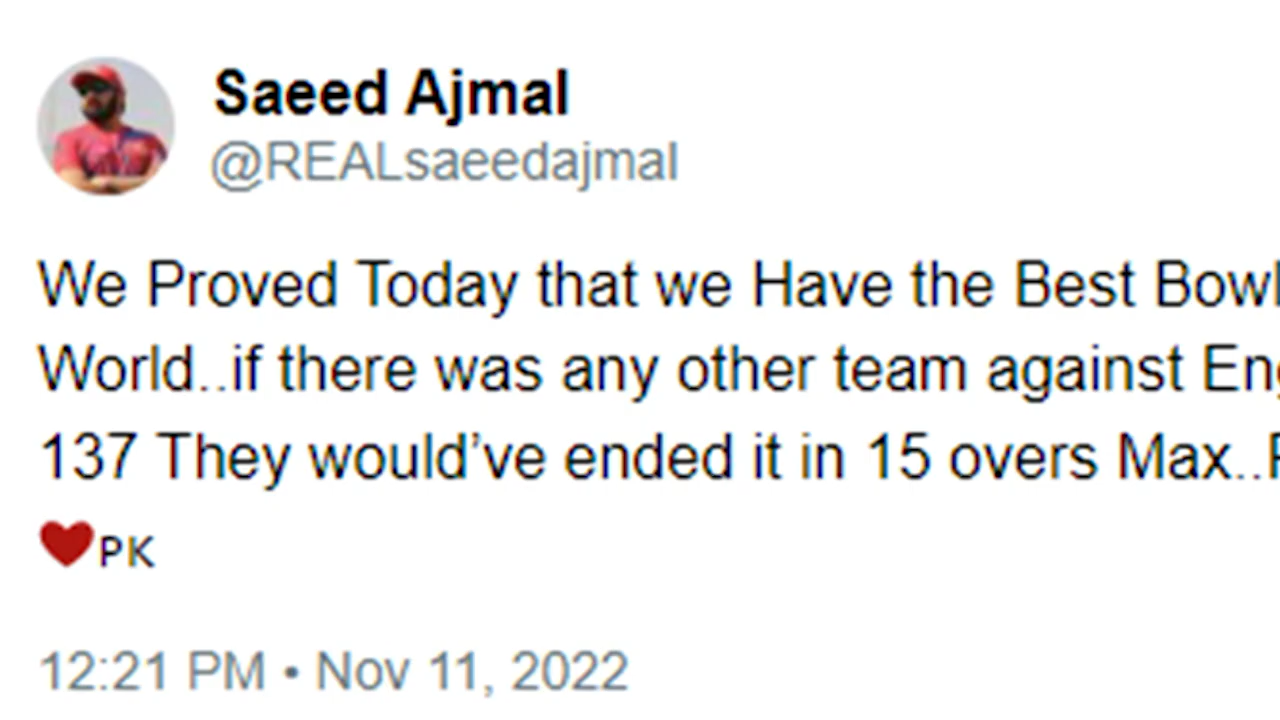 Saeed Ajmal
@REALsaeedajmal
We Proved Today that we Have the Best
World..if there was any other team against
137 They would’ve ended it in 15 overs Max..
❤PK
12:21 PM • Nov 11, 2022